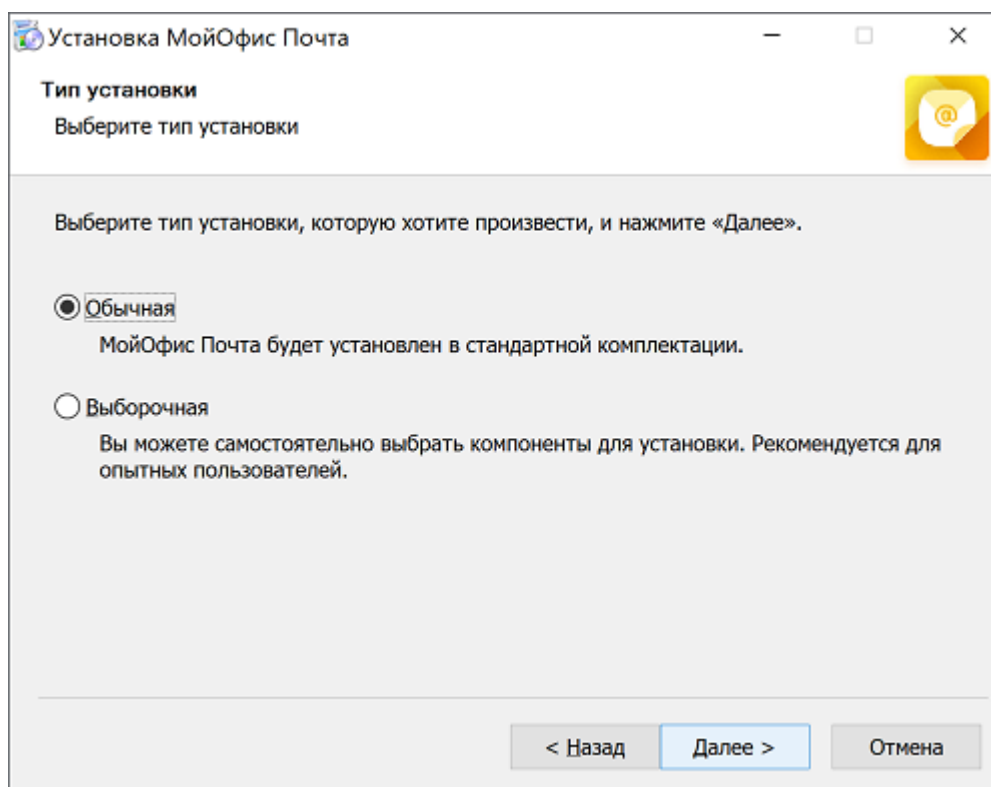 Установка МойОфис Почта
Тип установки
Выберите тип установки
@
Выберите тип установки, которую хотите произвести, и нажмите «Далее».
Обычная
МойОфис Почта будет установлен в стандартной комплектации.
Выборочная
Вы можете самостоятельно выбрать компоненты для установки. Рекомендуется для
опытных пользователей.
< Назад Далее > Отмена